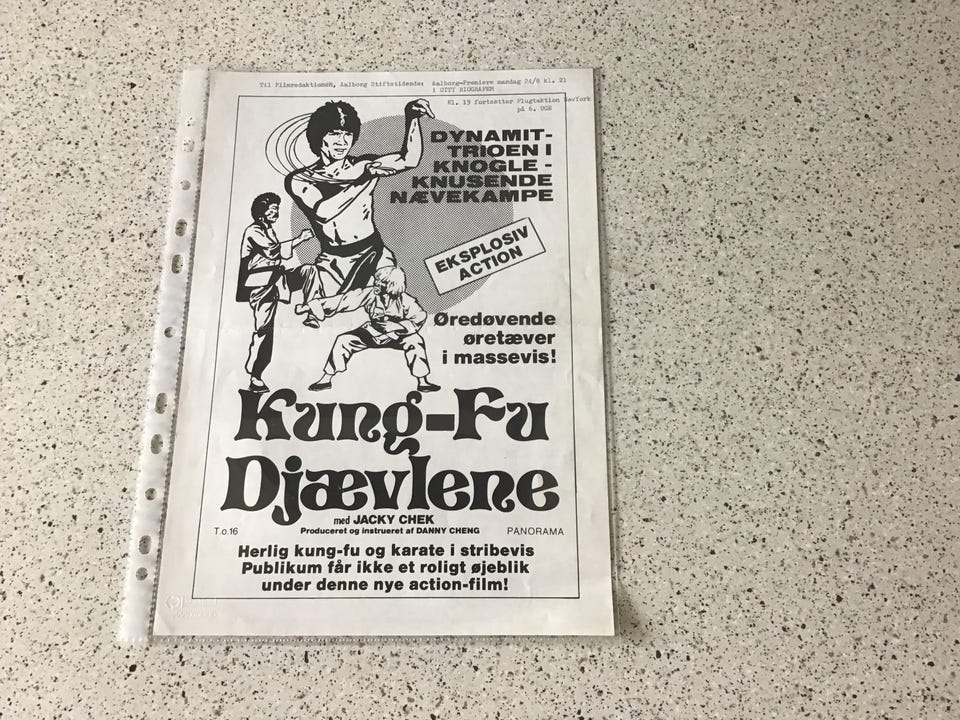 Til Filmredaktionen, Aalborg Stiftstidende: Aalborg-Premiere mandag 24/8 kl. 21
i CITY BIOGRAFEN
Kl. 19 fortsætter Flugtaktion NewYork
på 6. UGE
DYNAMIT-
TRIOEN I
KNOGLE-
KNUSENDE
NÆVEKAMPE
EKSPLOSIV
ACTION
Øredøvende
øretæver
i massevis!
Kung-Fu
Djævlene
med JACKY CHEK
T.o.16 Produceret og instrueret af DANNY CHENG PANORAMA
Herlig kung-fu og karate i stribevis
Publikum får ikke et roligt øjeblik
under denne nye action-film!